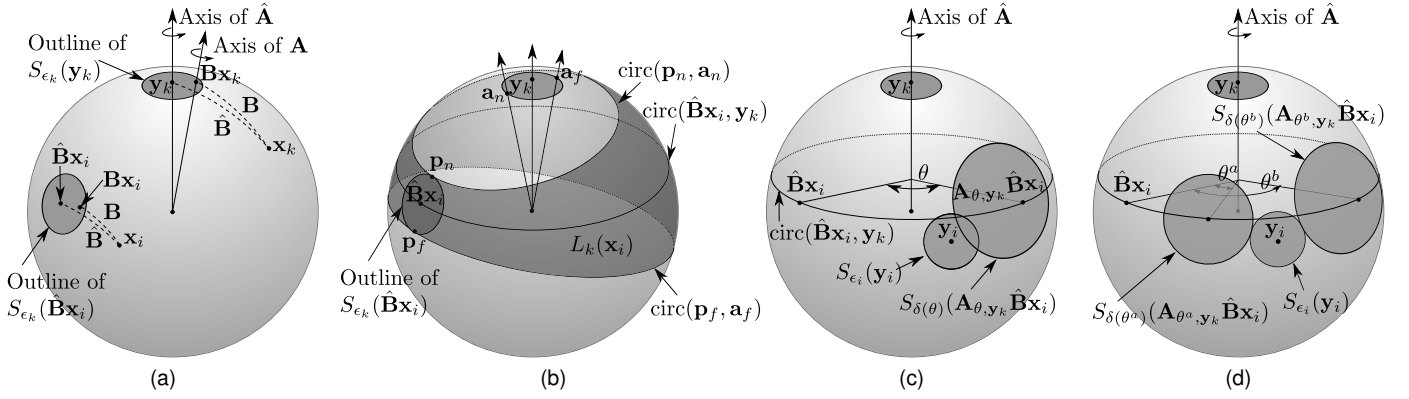 Axis of Â
Outline of
S_{ϵ_k}(y_k)
Axis of A
y_k
Bx_k
B
B̂
x_k
B̂x_i
Bx_i
B
B̂
x_i
Outline of
S_{ϵ_k}(B̂x_i)
(a)
a_n
y_k
a_f
circ(p_n, a_n)
circ(B̂x_i, y_k)
p_n
B̂x_i
p_f
L_k(x_i)
Outline of
S_{ϵ_k}(B̂x_i)
circ(p_f, a_f)
(b)
Axis of Â
y_k
θ
B̂x_i
A_{θ,y_k}B̂x_i
circ(B̂x_i, y_k)
y_i
S_{ϵ_i}(y_i)
S_{δ(θ)}(A_{θ,y_k}B̂x_i)
(c)
Axis of Â
y_k
S_{δ(θ^b)}(A_{θ^b,y_k}B̂x_i)
B̂x_i
θ^a
θ^b
y_i
S_{δ(θ^a)}(A_{θ^a,y_k}B̂x_i)
S_{ϵ_i}(y_i)
(d)